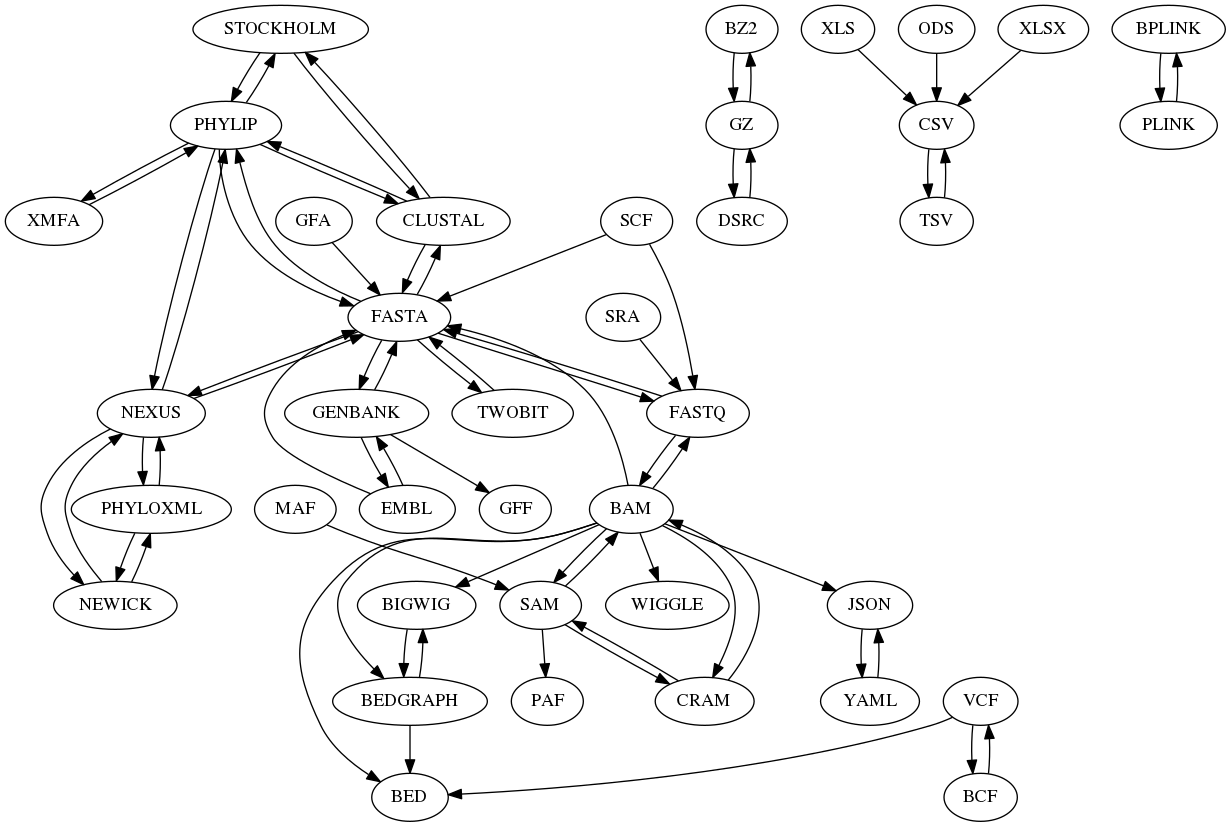 STOCKHOLM
BZ2
XLS
ODS
XLSX
BPLINK
PHYLIP
GZ
CSV
PLINK
XMFA
GFA
CLUSTAL
SCF
DSRC
TSV
FASTA
SRA
NEXUS
GENBANK
TWOBIT
FASTQ
PHYLOXML
MAF
EMBL
GFF
BAM
NEWICK
BIGWIG
SAM
WIGGLE
JSON
BEDGRAPH
PAF
CRAM
YAML
VCF
BED
BCF